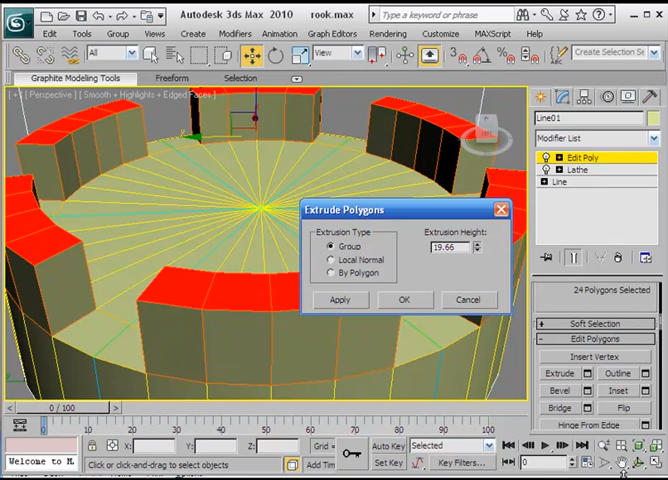 Autodesk 3ds Max 2010
rook.max
Type a keyword or phrase
Edit Tools Group Views Create Modifiers Animation Graph Editors Rendering Customize MAXScript Help
All
View
3
Create Selection Se
Graphite Modeling Tools Freeform Selection
[ + ] [ Perspective ] [ Smooth + Highlights + Edged Faces ]
Line01
Modifier List
Edit Poly
Lathe
Line
Extrude Polygons
Extrusion Type
Group
Local Normal
By Polygon
Extrusion Height:
19.66
Apply OK Cancel
24 Polygons Selected
+ Soft Selection
- Edit Polygons
Insert Vertex
Extrude Outline
Bevel Inset
Bridge Flip
Hinge From Edge
< 0 / 100 >
0 10 20 30 40 50 60 70 80 90 100
X: Y: Z: Grid =
Auto Key Selected
Welcome to M
Click or click-and-drag to select objects
Add Tim
Set Key Key Filters...
0